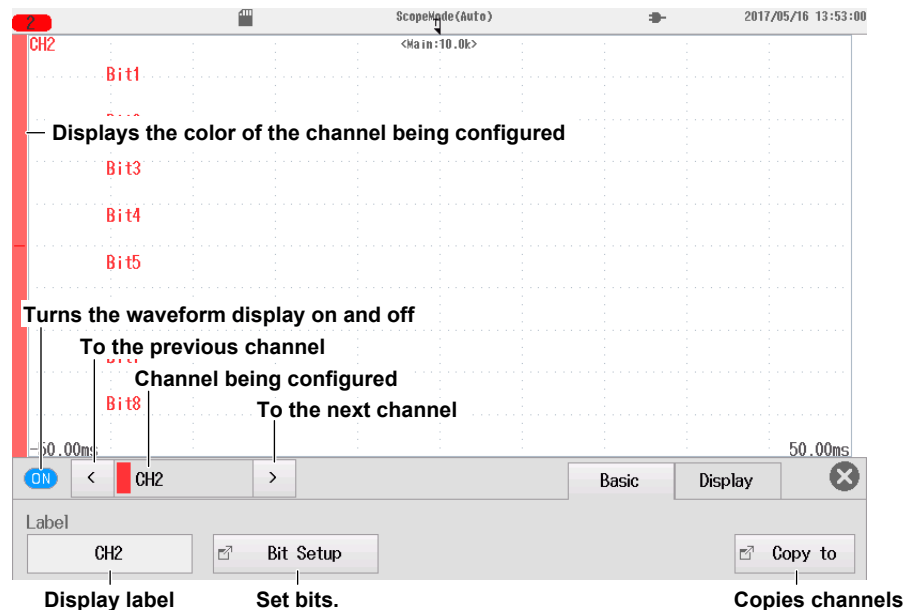 2 ScopeMode(Auto) 2017/05/16 13:53:00
CH2 <Main:10.0k>
Bit1
Displays the color of the channel being configured
Bit3
Bit4
Bit5
Turns the waveform display on and off
To the previous channel
Channel being configured
Bit8
To the next channel
-50.00ms 50.00ms
ON < CH2 > Basic Display
Label
CH2 Bit Setup Copy to
Display label Set bits. Copies channels